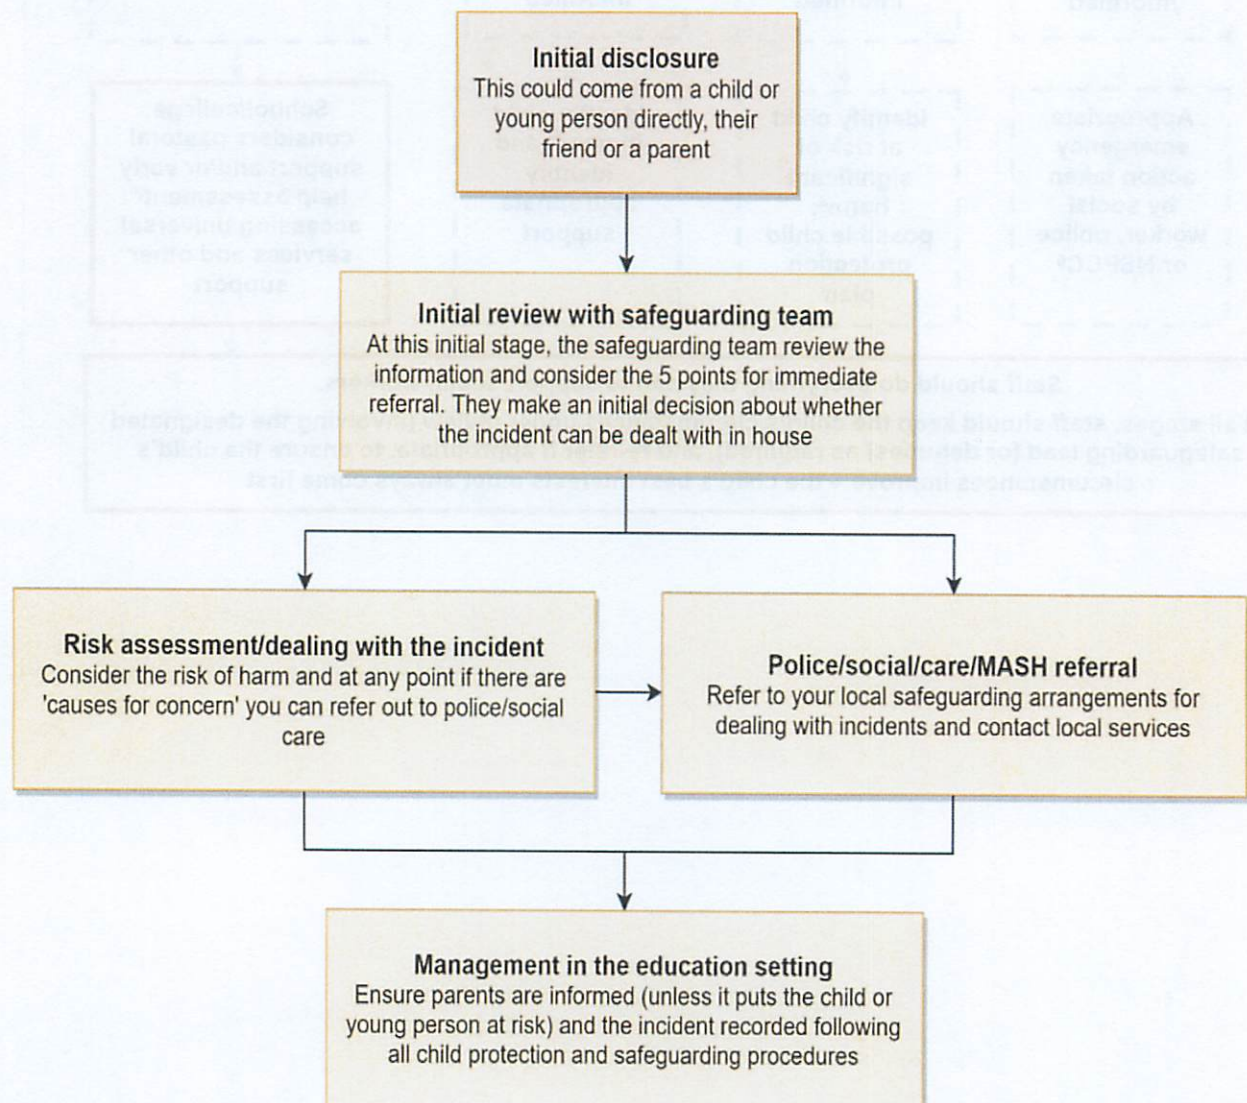 Initial disclosure
This could come from a child or
young person directly, their
friend or a parent
Initial review with safeguarding team
At this initial stage, the safeguarding team review the
information and consider the 5 points for immediate
referral. They make an initial decision about whether
the incident can be dealt with in house
Risk assessment/dealing with the incident
Consider the risk of harm and at any point if there are
'causes for concern' you can refer out to police/social
care
Police/social/care/MASH referral
Refer to your local safeguarding arrangements for
dealing with incidents and contact local services
Management in the education setting
Ensure parents are informed (unless it puts the child or
young person at risk) and the incident recorded following
all child protection and safeguarding procedures